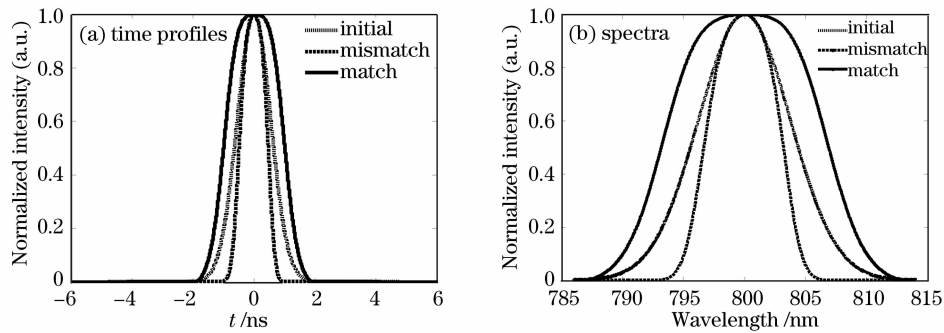 (a) time profiles
initial
mismatch
match
Normalized intensity (a.u.)
1.0
0.8
0.6
0.4
0.2
0
−6
−4
−2
0
2
4
6
t /ns
(b) spectra
initial
mismatch
match
Normalized intensity (a.u.)
1.0
0.8
0.6
0.4
0.2
0
785
790
795
800
805
810
815
Wavelength /nm